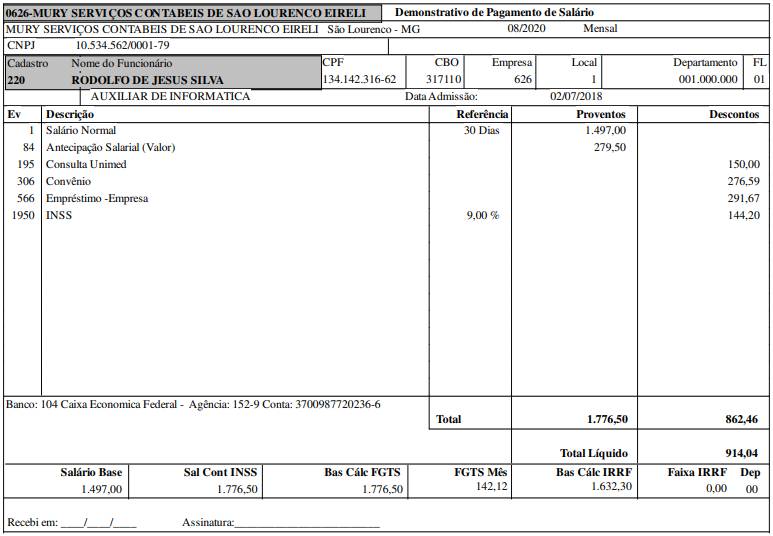 0626-MURY SERVIÇOS CONTABEIS DE SAO LOURENCO EIRELI Demonstrativo de Pagamento de Salário
MURY SERVIÇOS CONTABEIS DE SAO LOURENCO EIRELI São Lourenco - MG 08/2020 Mensal
CNPJ 10.534.562/0001-79
Cadastro Nome do Funcionário CPF CBO Empresa Local Departamento FL
220 RODOLFO DE JESUS SILVA 134.142.316-62 317110 626 1 001.000.000 01
AUXILIAR DE INFORMATICA Data Admissão: 02/07/2018
Ev Descrição Referência Proventos Descontos
1 Salário Normal 30 Dias 1.497,00
84 Antecipação Salarial (Valor) 279,50
195 Consulta Unimed 150,00
306 Convênio 276,59
566 Empréstimo -Empresa 291,67
1950 INSS 9,00 % 144,20
Banco: 104 Caixa Economica Federal - Agência: 152-9 Conta: 3700987720236-6
Total 1.776,50 862,46
Total Líquido 914,04
Salário Base Sal Cont INSS Bas Cálc FGTS FGTS Mês Bas Cálc IRRF Faixa IRRF Dep
1.497,00 1.776,50 1.776,50 142,12 1.632,30 0,00 00
Recebi em: ____/____/____ Assinatura:__________________________